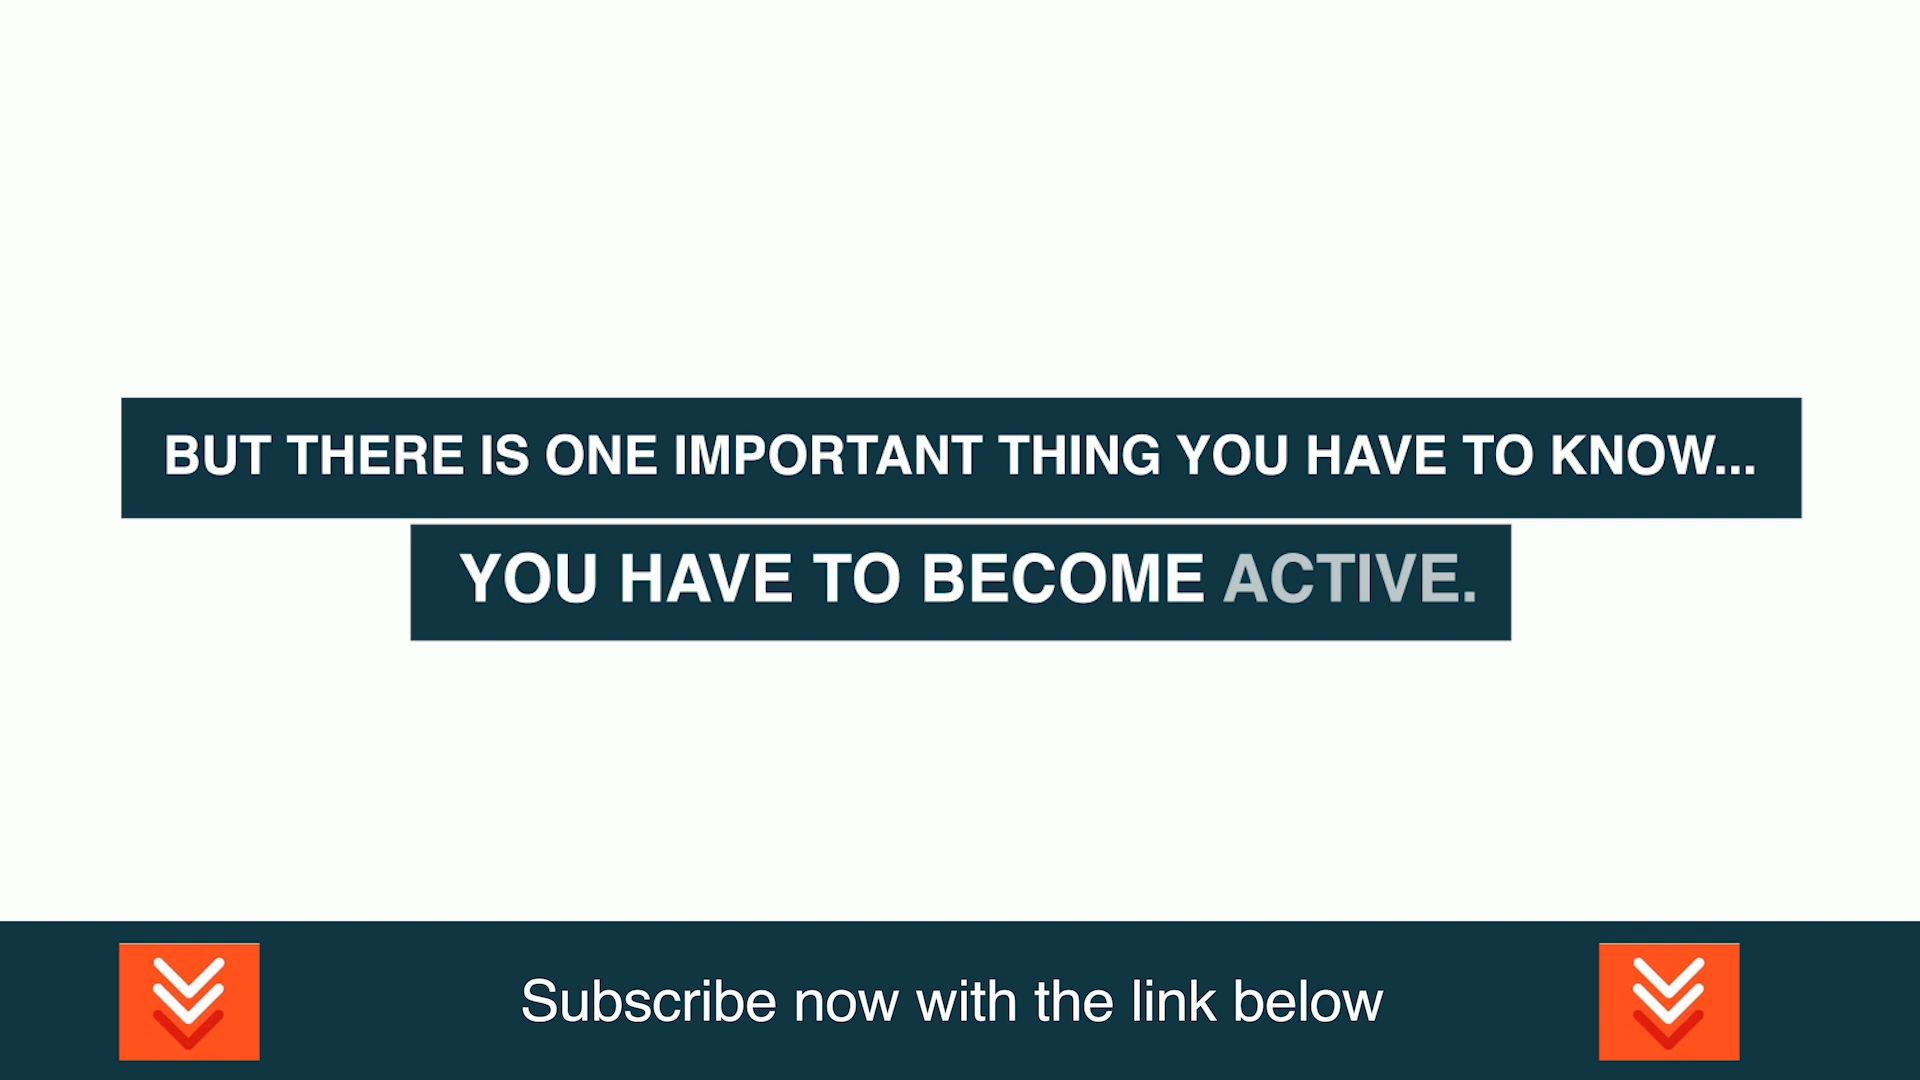 BUT THERE IS ONE IMPORTANT THING YOU HAVE TO KNOW...
YOU HAVE TO BECOME ACTIVE.
Subscribe now with the link below